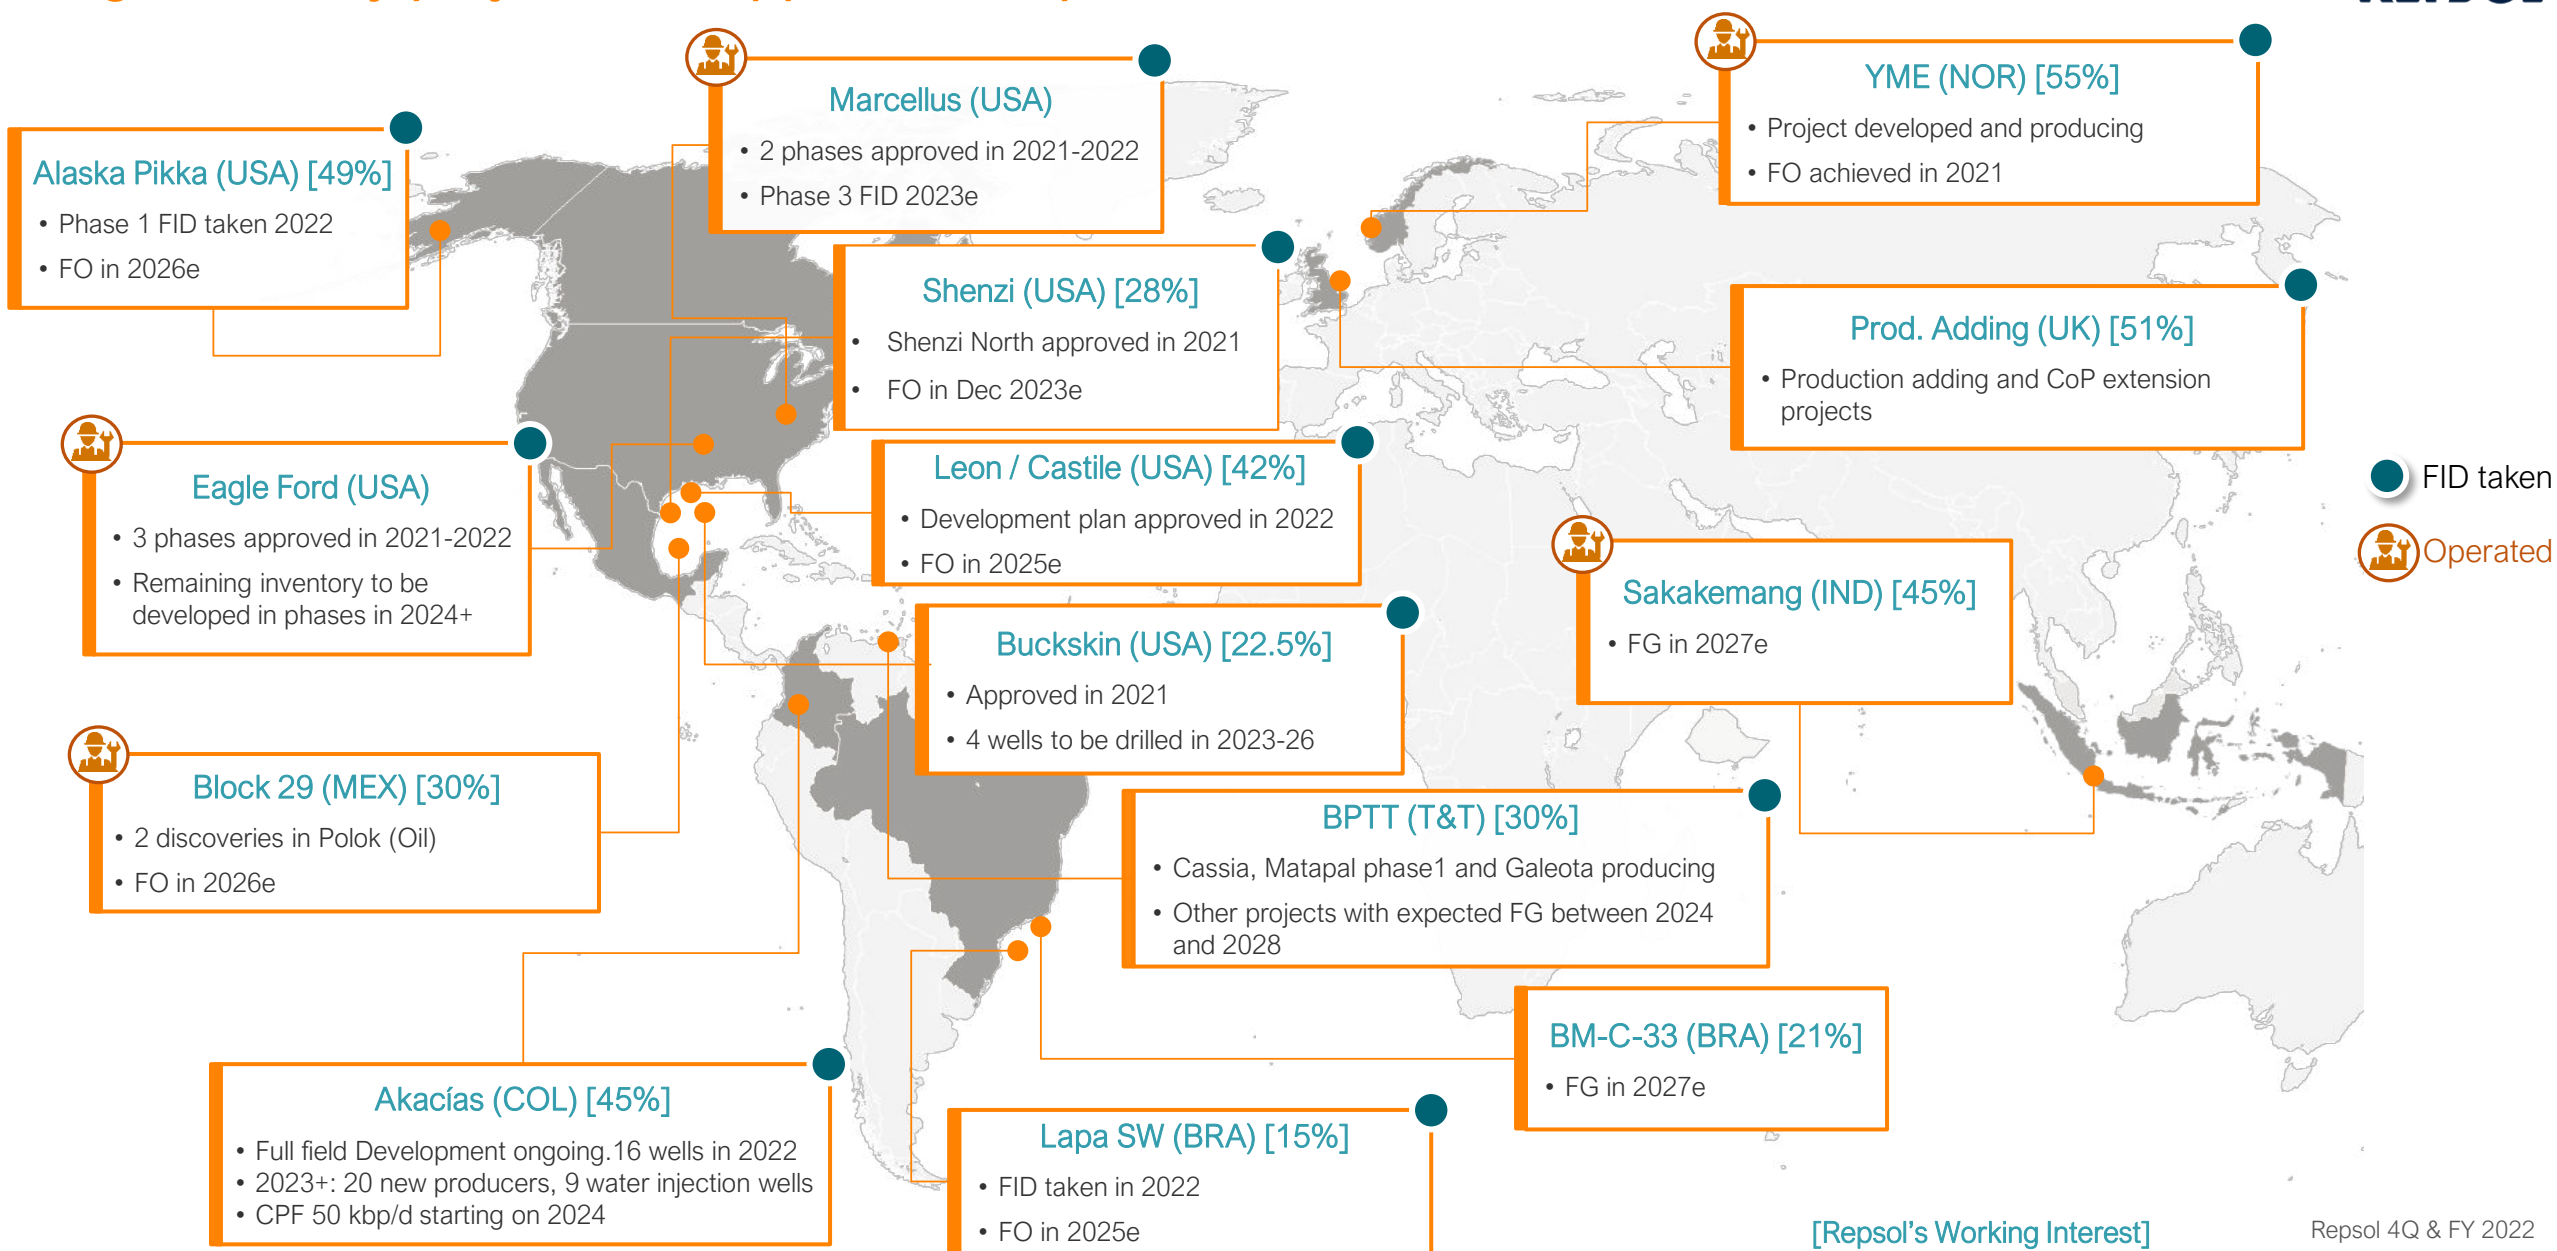 Marcellus (USA)
• 2 phases approved in 2021-2022
• Phase 3 FID 2023e
YME (NOR) [55%]
• Project developed and producing
• FO achieved in 2021
Alaska Pikka (USA) [49%]
• Phase 1 FID taken 2022
• FO in 2026e
Shenzi (USA) [28%]
• Shenzi North approved in 2021
• FO in Dec 2023e
Prod. Adding (UK) [51%]
• Production adding and CoP extension
projects
Eagle Ford (USA)
• 3 phases approved in 2021-2022
• Remaining inventory to be
developed in phases in 2024+
Leon / Castile (USA) [42%]
• Development plan approved in 2022
• FO in 2025e
FID taken
Operated
Sakakemang (IND) [45%]
• FG in 2027e
Buckskin (USA) [22.5%]
• Approved in 2021
• 4 wells to be drilled in 2023-26
Block 29 (MEX) [30%]
• 2 discoveries in Polok (Oil)
• FO in 2026e
BPTT (T&T) [30%]
• Cassia, Matapal phase1 and Galeota producing
• Other projects with expected FG between 2024
and 2028
BM-C-33 (BRA) [21%]
• FG in 2027e
Akacías (COL) [45%]
• Full field Development ongoing.16 wells in 2022
• 2023+: 20 new producers, 9 water injection wells
• CPF 50 kbp/d starting on 2024
Lapa SW (BRA) [15%]
• FID taken in 2022
• FO in 2025e
[Repsol's Working Interest]
Repsol 4Q & FY 2022